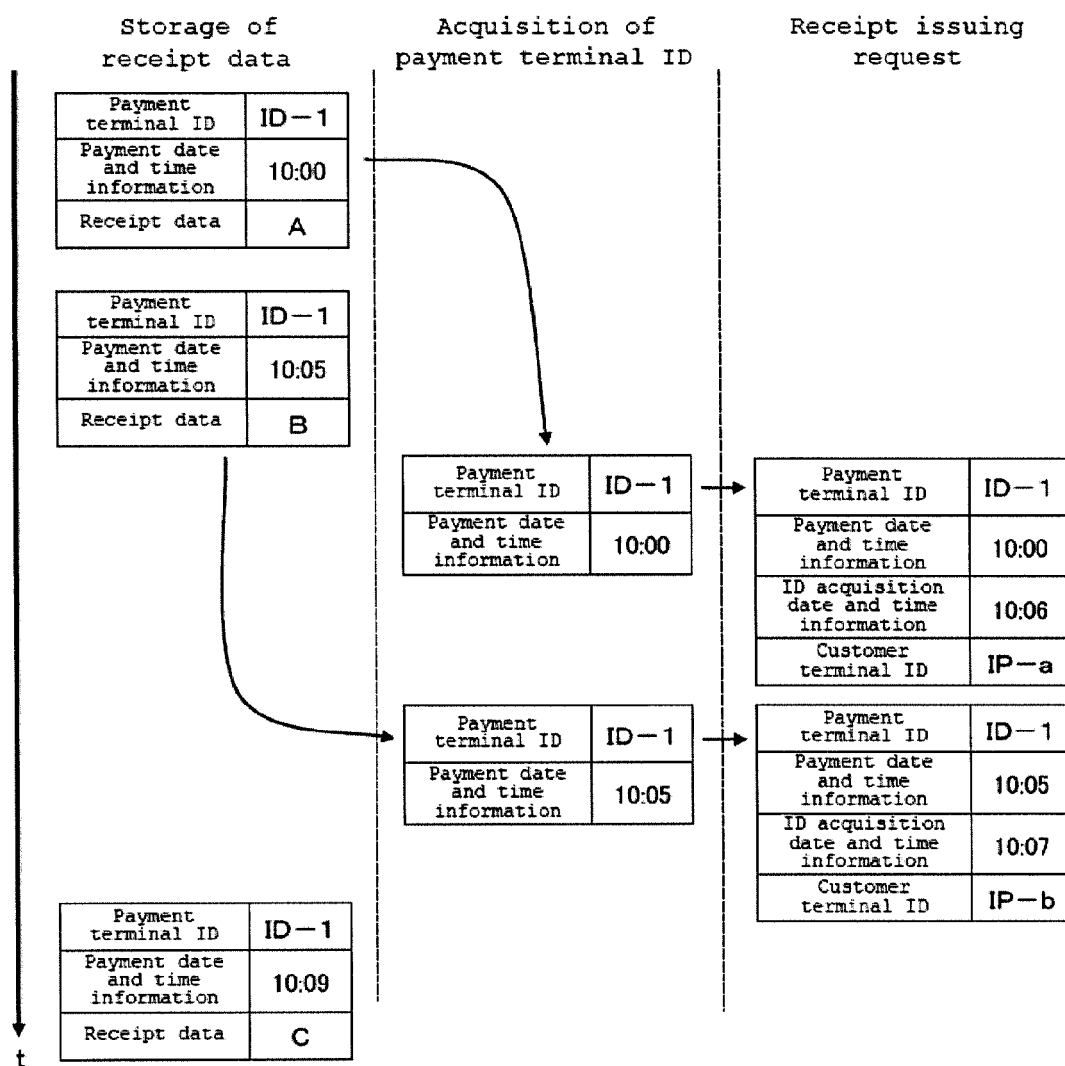 Storage of
receipt data
Acquisition of
payment terminal ID
Receipt issuing
request
Payment
terminal ID
ID-1
Payment date
and time
information
10:00
Receipt data
A
Payment
terminal ID
ID-1
Payment date
and time
information
10:05
Receipt data
B
Payment
terminal ID
ID-1
Payment date
and time
information
10:00
Payment
terminal ID
ID-1
Payment date
and time
information
10:00
ID acquisition
date and time
information
10:06
Customer
terminal ID
IP-a
Payment
terminal ID
ID-1
Payment date
and time
information
10:05
Payment
terminal ID
ID-1
Payment date
and time
information
10:05
ID acquisition
date and time
information
10:07
Customer
terminal ID
IP-b
Payment
terminal ID
ID-1
Payment date
and time
information
10:09
Receipt data
C
t